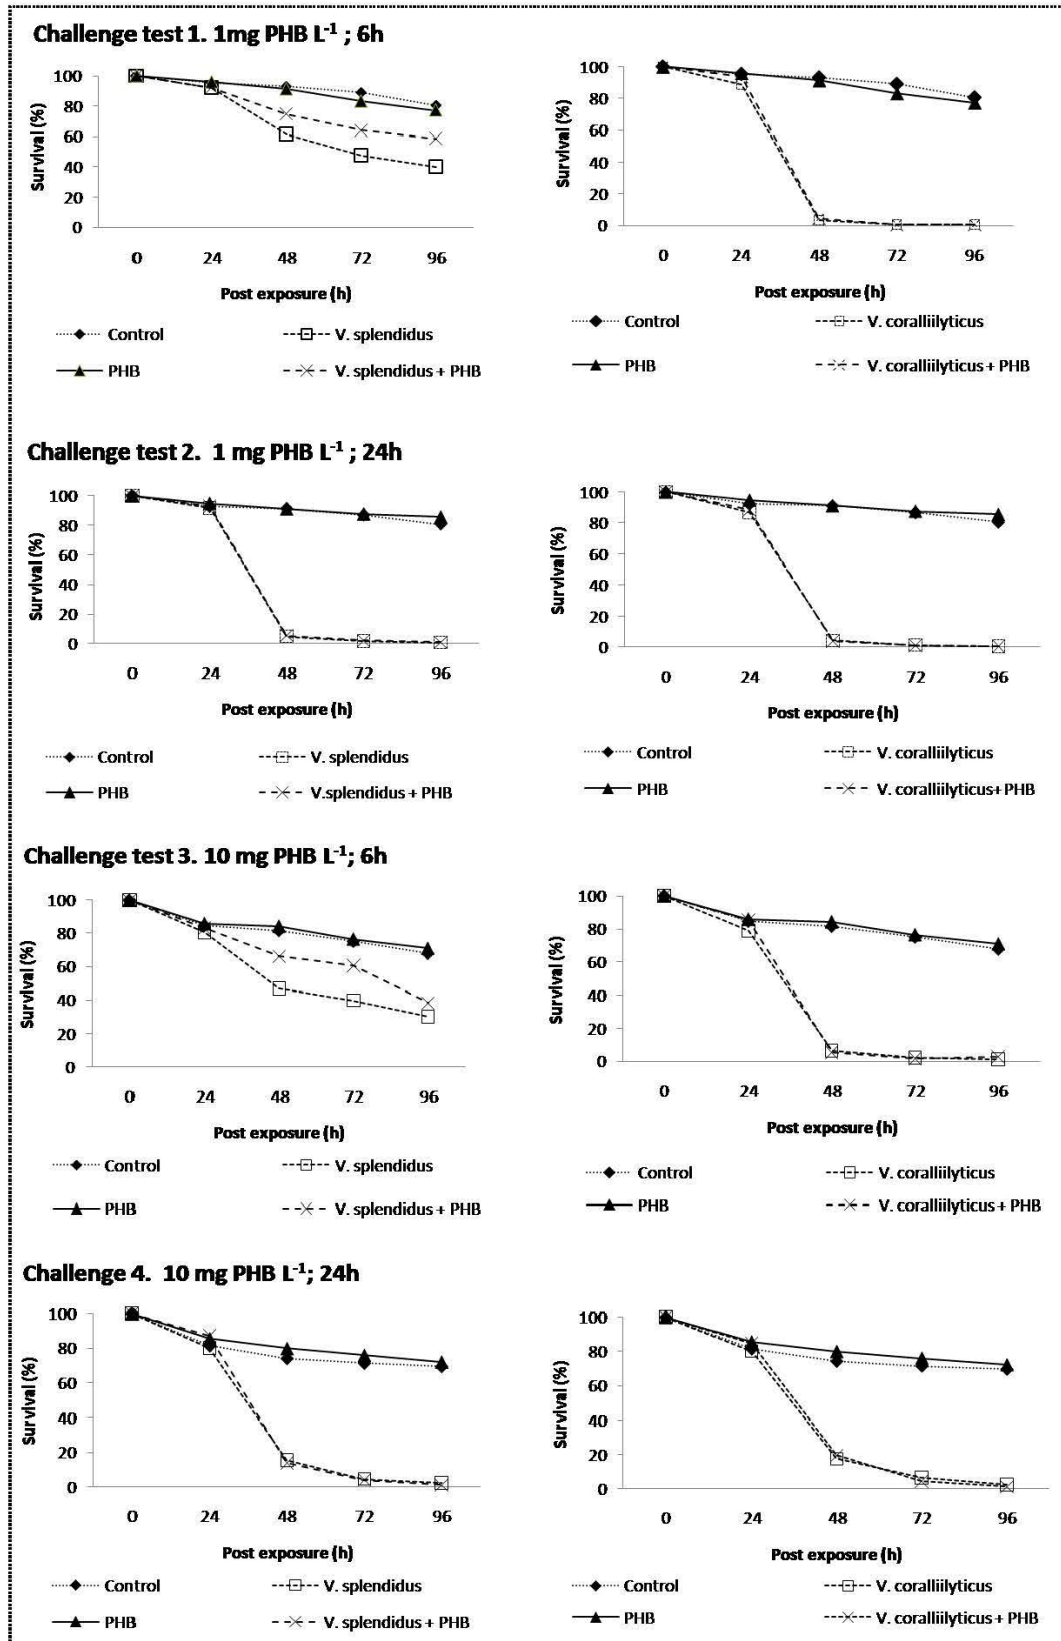 Challenge test 1. 1mg PHB L-1 ; 6h
100
80
60
40
20
0
Survival (%)
0 24 48 72 96
Post exposure (h)
Control
V. splendidus
PHB
V. splendidus + PHB
100
80
60
40
20
0
Survival (%)
0 24 48 72 96
Post exposure (h)
Control
V. coralliilyticus
PHB
V. coralliilyticus + PHB
Challenge test 2. 1 mg PHB L-1 ; 24h
100
80
60
40
20
0
Survival (%)
0 24 48 72 96
Post exposure (h)
Control
V. splendidus
PHB
V.splendidus + PHB
100
80
60
40
20
0
Survival (%)
0 24 48 72 96
Post exposure (h)
Control
V. coralliilyticus
PHB
V. coralliilyticus+ PHB
Challenge test 3. 10 mg PHB L-1; 6h
100
80
60
40
20
0
Survival (%)
0 24 48 72 96
Post exposure (h)
Control
V. splendidus
PHB
V. splendidus + PHB
100
80
60
40
20
0
Survival (%)
0 24 48 72 96
Post exposure (h)
Control
V. coralliilyticus
PHB
V. coralliilyticus + PHB
Challenge 4. 10 mg PHB L-1; 24h
100
80
60
40
20
0
Survival (%)
0 24 48 72 96
Post exposure (h)
Control
V. splendidus
PHB
V. splendidus + PHB
100
80
60
40
20
0
Survival (%)
0 24 48 72 96
Post exposure (h)
Control
V. coralliilyticus
PHB
V. coralliilyticus + PHB